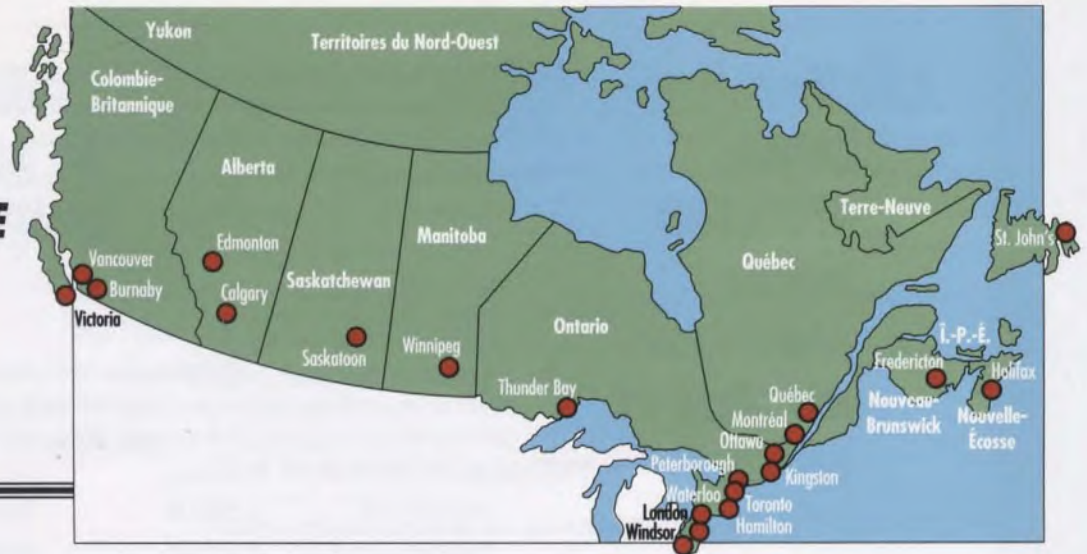 Yukon
Territoires du Nord-Ouest
Colombie-
Britannique
Alberta
Terre-Neuve
St. John's
Manitoba
Edmonton
Québec
Vancouver
Saskatchewan
Burnaby
Calgary
Victoria
Ontario
Î.-P.-É.
Winnipeg
Saskatoon
Fredericton
Halifax
Thunder Bay
Québec
Nouveau-
Brunswick
Nouvelle-
Écosse
Montréal
Ottawa
Peterborough
Kingston
Waterloo
Toronto
London
Hamilton
Windsor